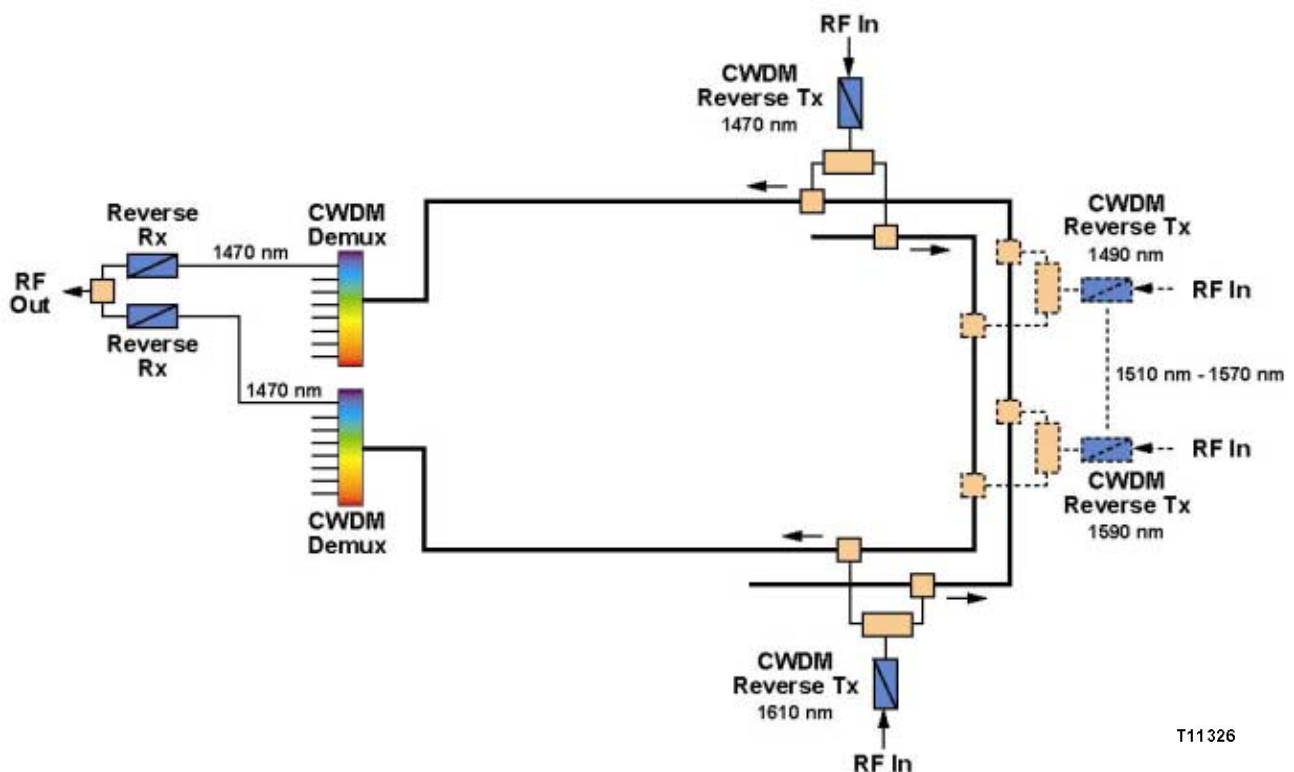 RF In
CWDM
Reverse Tx
1470 nm
Reverse
Rx
1470 nm
CWDM
Demux
CWDM
Reverse Tx
1490 nm
RF
Out
RF In
Reverse
Rx
1470 nm
1510 nm - 1570 nm
RF In
CWDM
Reverse Tx
1590 nm
CWDM
Demux
CWDM
Reverse Tx
1610 nm
RF In
T11326